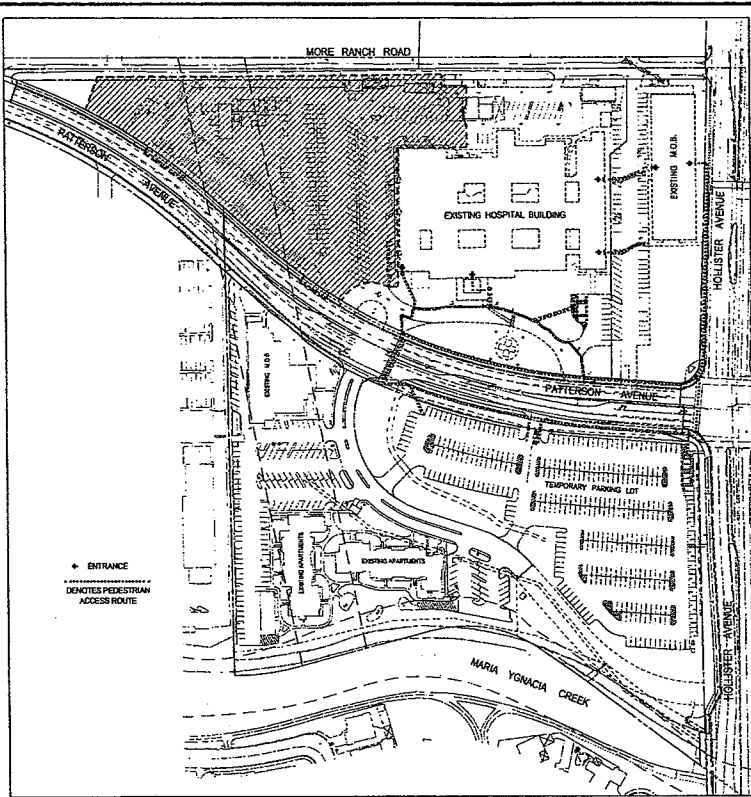 MORE RANCH ROAD
PATTERSON
AVENUE
EXISTING HOSPITAL BUILDING
EXISTING M.O.B.
HOLLISTER AVENUE
PATTERSON AVENUE
EXISTING M.O.B
TEMPORARY PARKING LOT
EXISTING APARTMENTS
EXISTING APARTMENTS
ENTRANCE
DENOTES PEDESTRIAN
ACCESS ROUTE
MARIA YGNACIA CREEK
HOLLISTER AVENUE